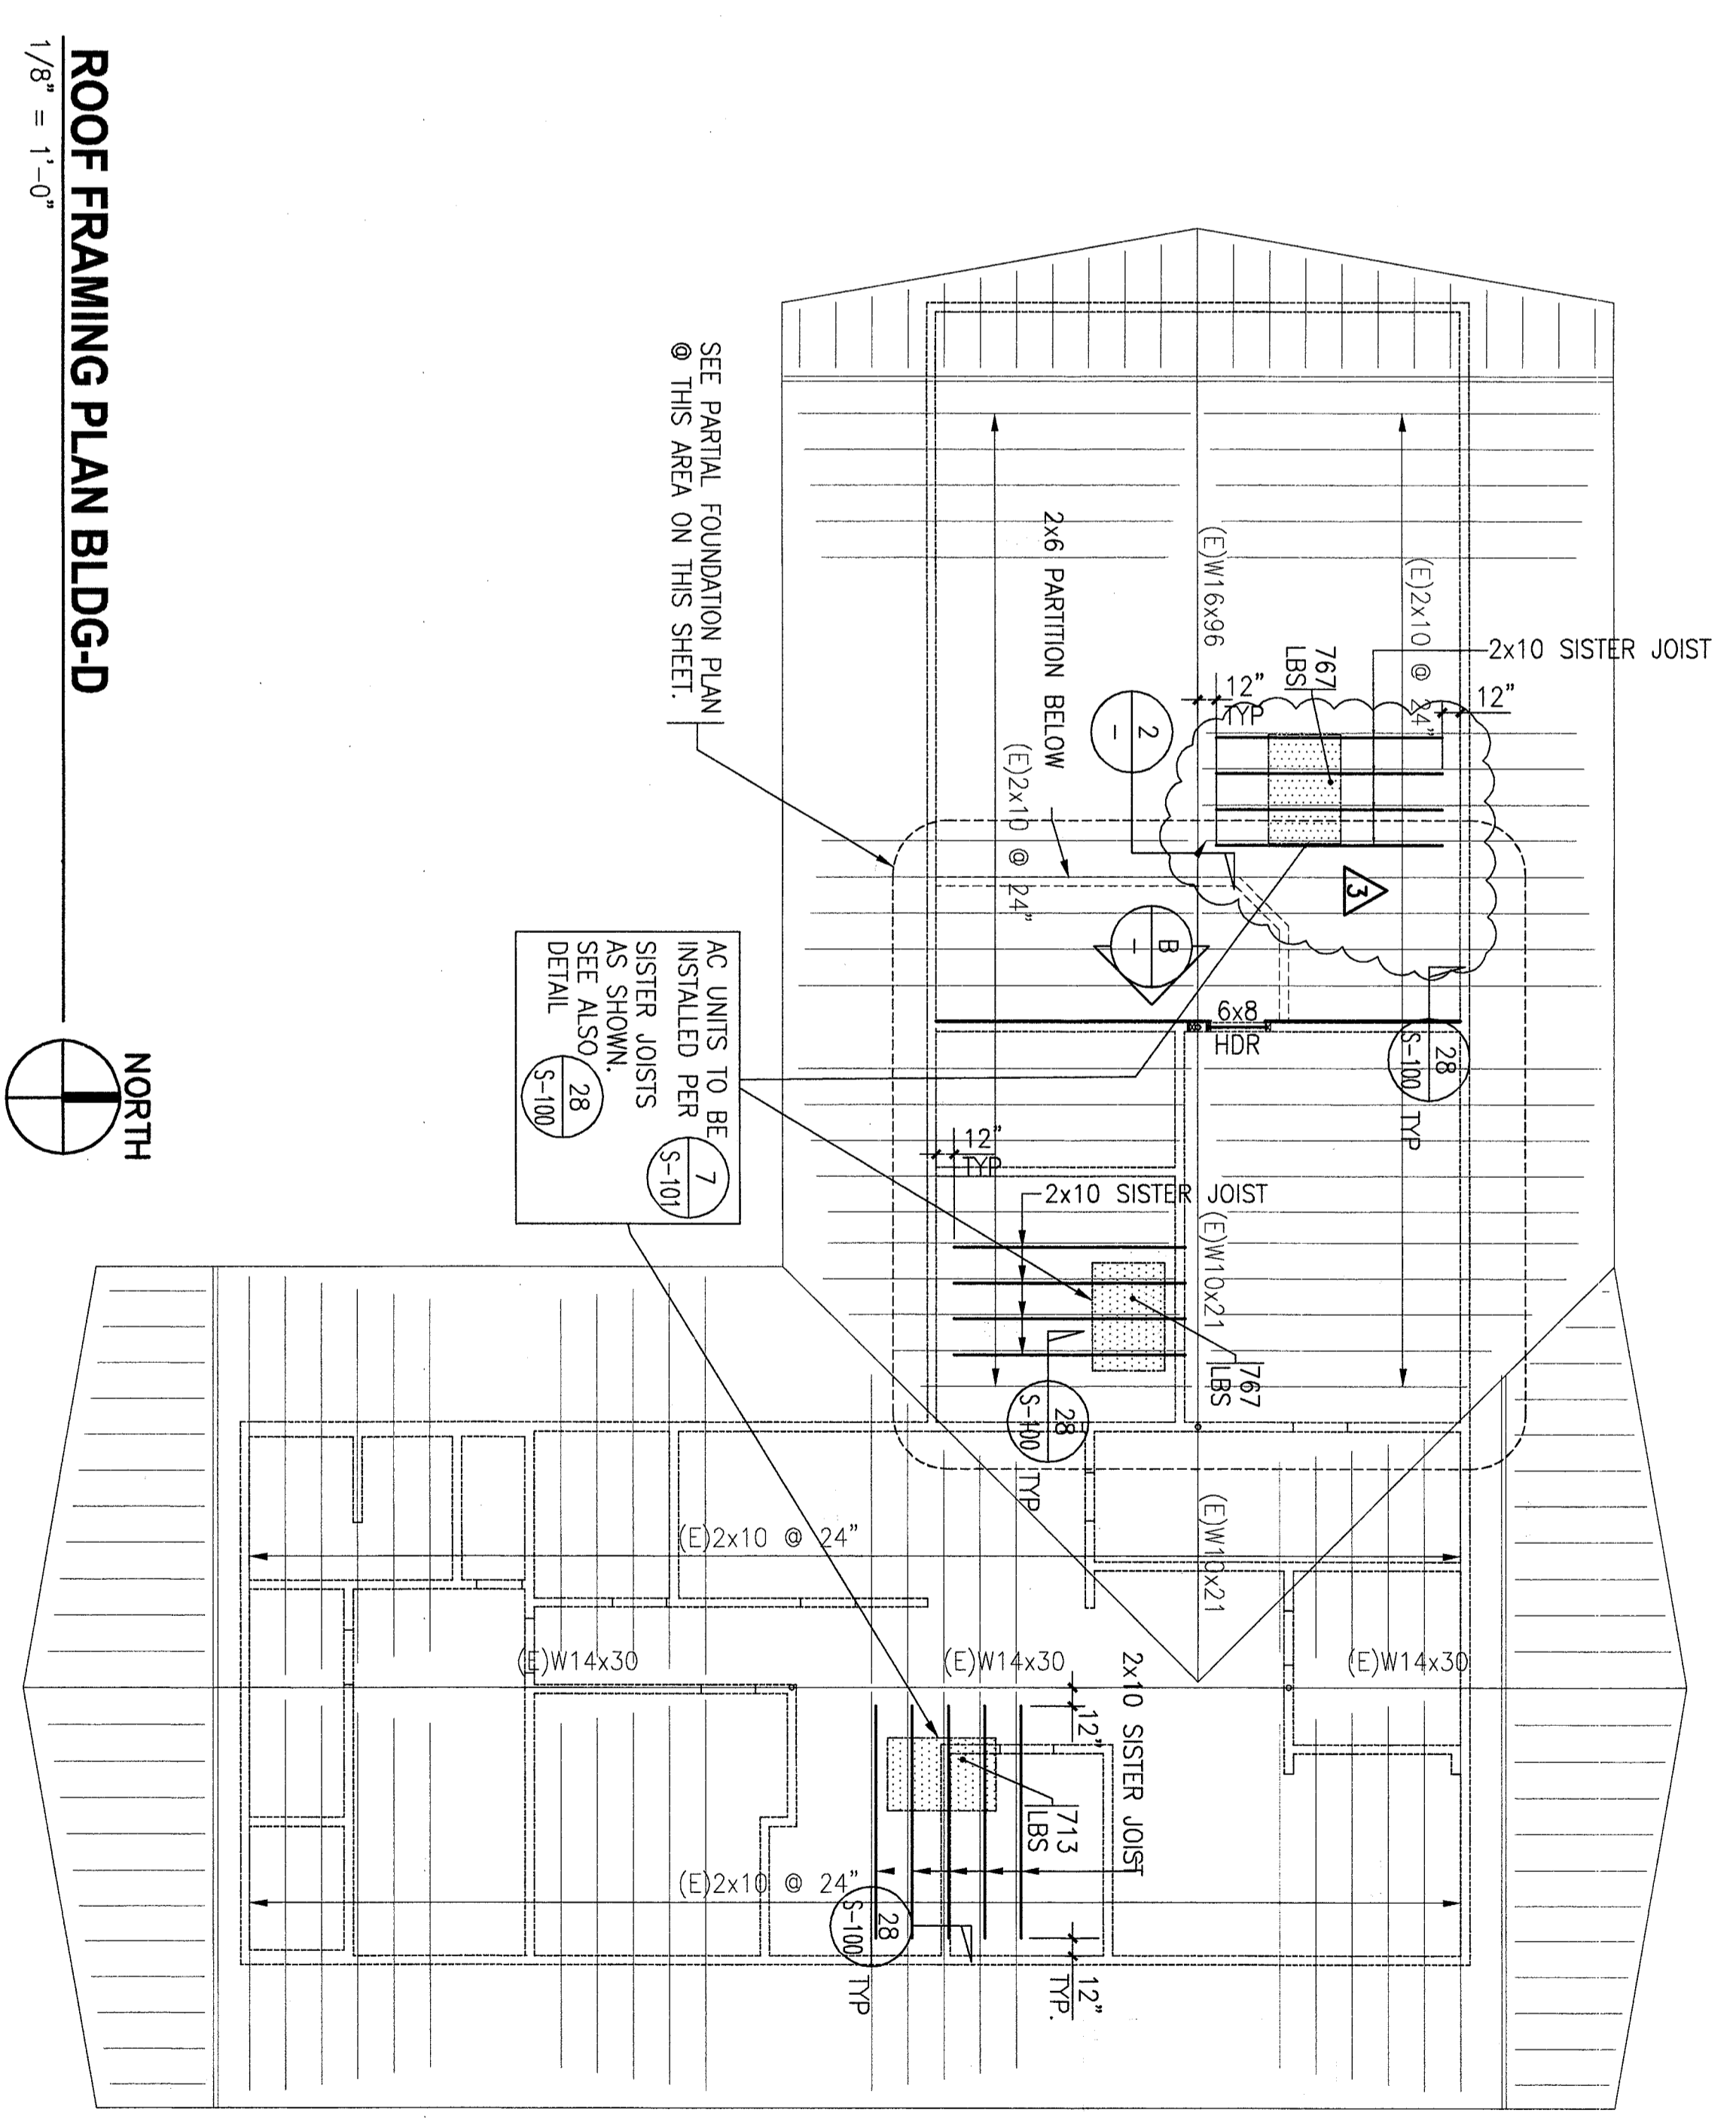 ROOF FRAMING PLAN BLDG-D
1/8" = 1'-0"
NORTH
SEE PARTIAL FOUNDATION PLAN
@ THIS AREA ON THIS SHEET.
2x6 PARTITION BELOW
(E)2x10 @ 24"
(E)W16x96
(E)2x10 @ 24"
2x10 SISTER JOIST
767
LBS
12"
TYP
12"
2
-
3
B
-
6x8
HDR
28
S-100
TYP
AC UNITS TO BE
INSTALLED PER
7
S-101
SISTER JOISTS
AS SHOWN.
SEE ALSO
DETAIL
28
S-100
12"
TYP
2x10 SISTER JOIST
(E)W10x21
767
LBS
28
S-100
TYP
(E)2x10 @ 24"
(E)W10x21
(E)W14x30
(E)W14x30
(E)W14x30
2x10 SISTER JOIST
12"
713
LBS
(E)2x10 @ 24"
28
S-100
TYP
12"
TYP.